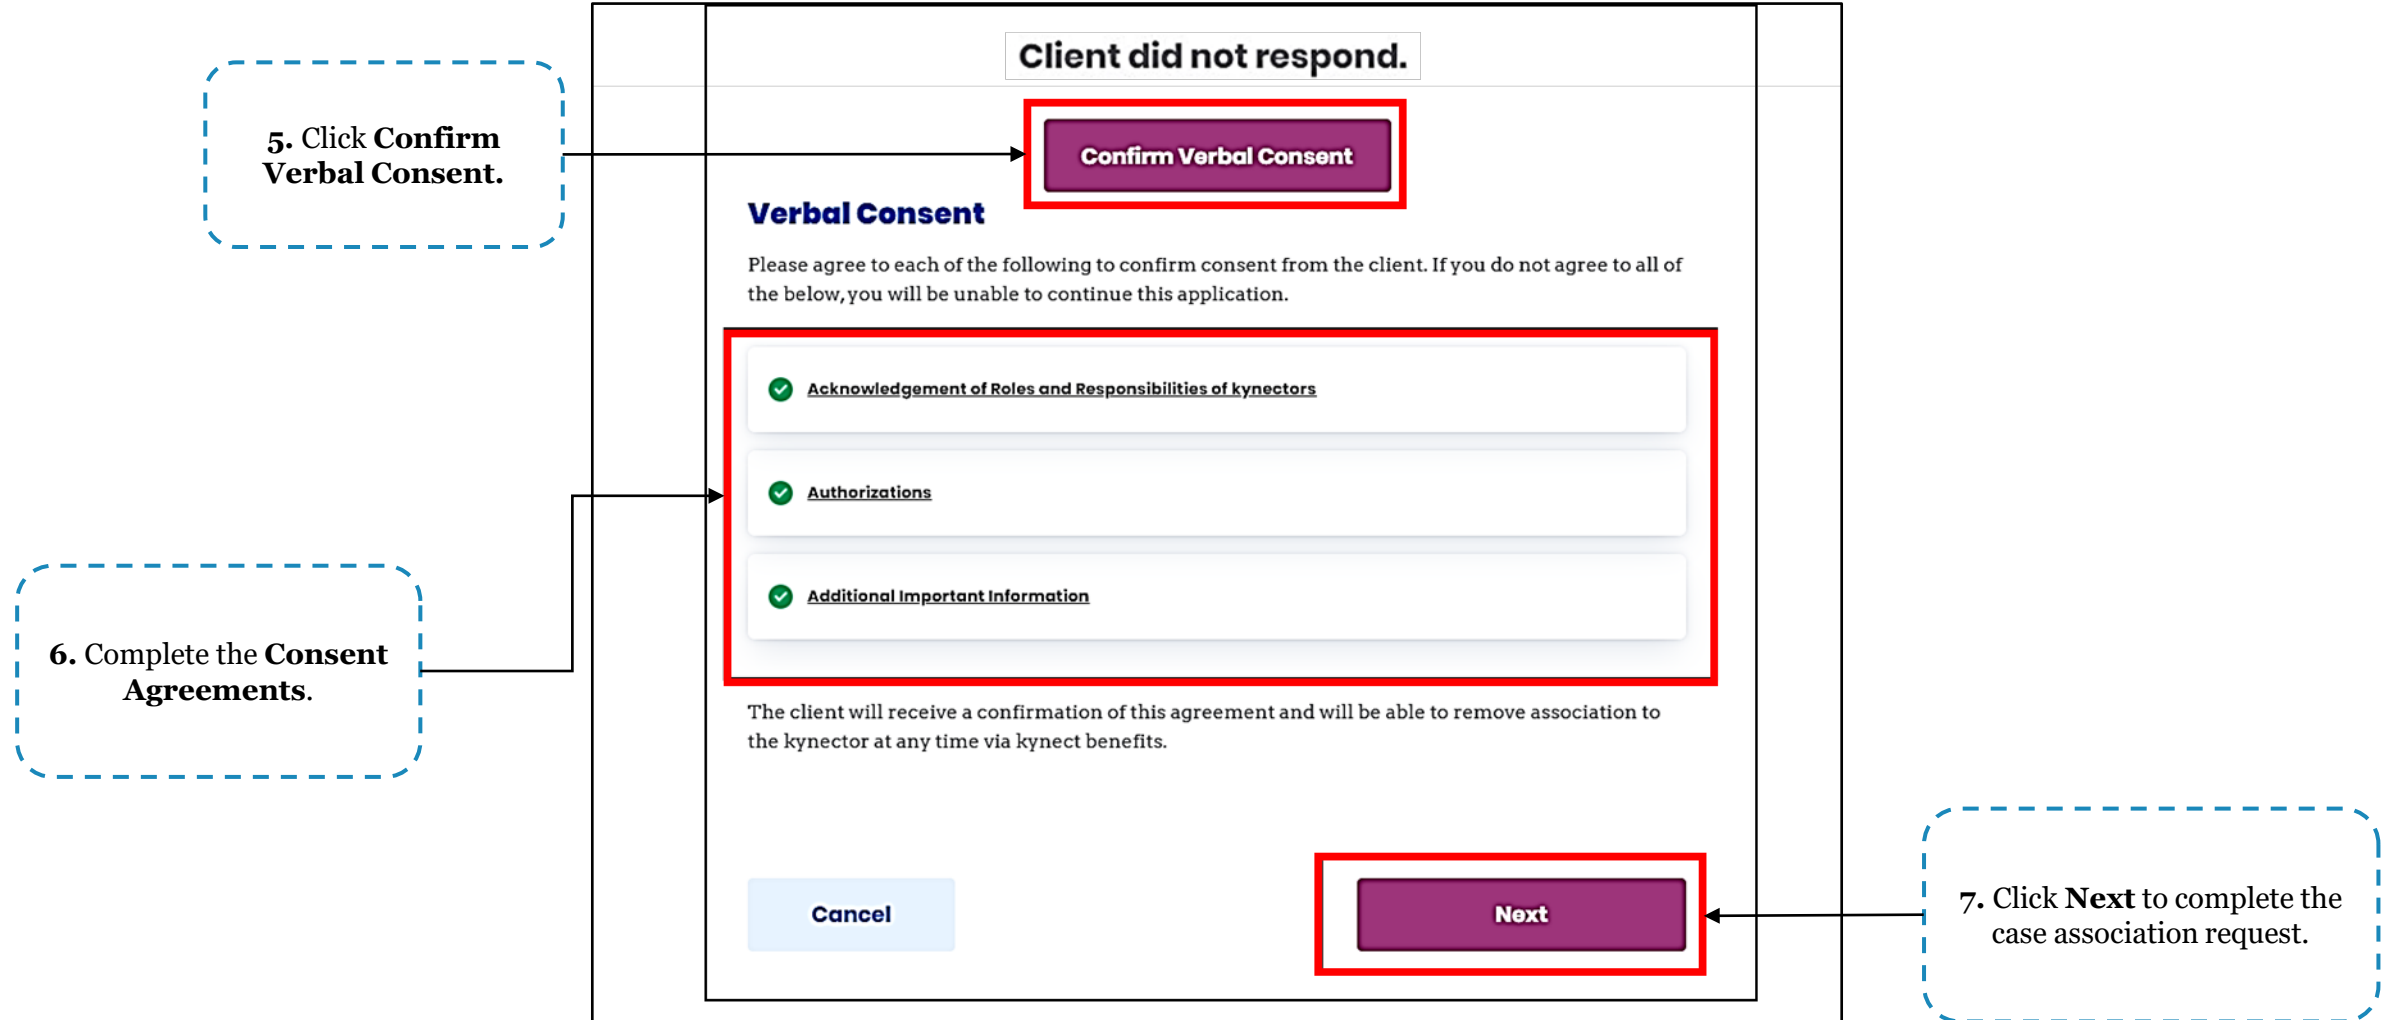 Client did not respond.
5. Click Confirm
Verbal Consent.
Confirm Verbal Consent
Verbal Consent
Please agree to each of the following to confirm consent from the client. If you do not agree to all of
the below, you will be unable to continue this application.
Acknowledgement of Roles and Responsibilities of kynectors
Authorizations
Additional Important Information
6. Complete the Consent
Agreements.
The client will receive a confirmation of this agreement and will be able to remove association to
the kynector at any time via kynect benefits.
Cancel
Next
7. Click Next to complete the
case association request.